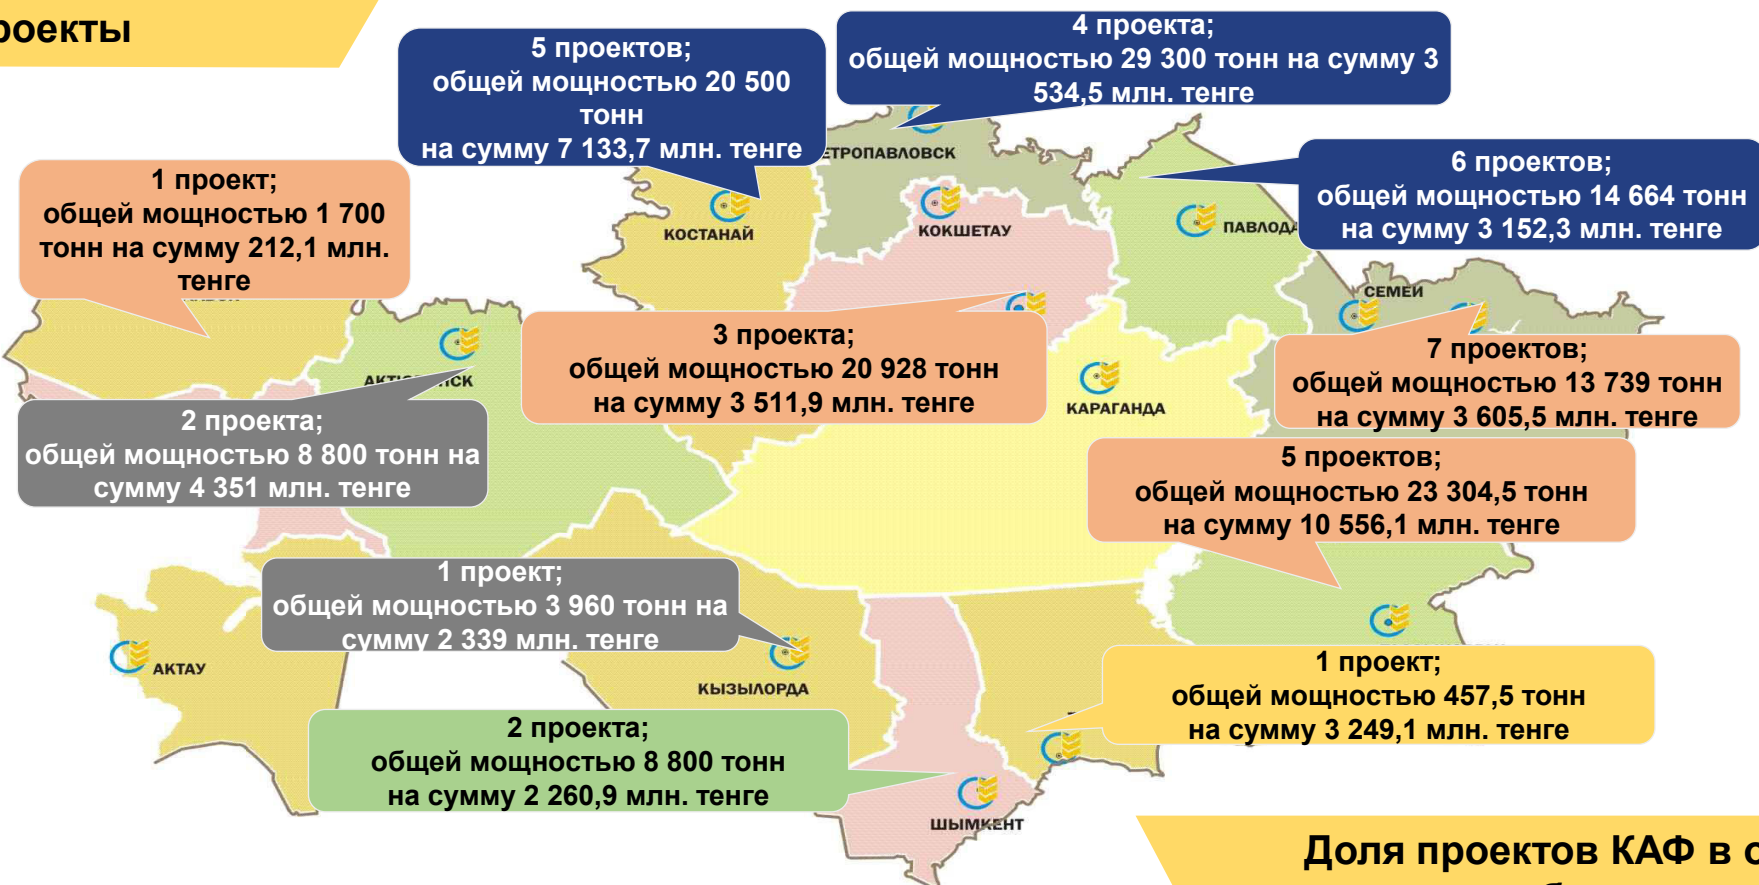 роекты
5 проектов;
общей мощностью 20 500
тонн
на сумму 7 133,7 млн. тенге
4 проекта;
общей мощностью 29 300 тонн на сумму 3
534,5 млн. тенге
ЕТРОПАВЛОВСК
1 проект;
общей мощностью 1 700
тонн на сумму 212,1 млн.
тенге
6 проектов;
общей мощностью 14 664 тонн
на сумму 3 152,3 млн. тенге
КОСТАНАЙ
КОКШЕТАУ
ПАВЛОДА
СЕМЕЙ
3 проекта;
общей мощностью 20 928 тонн
на сумму 3 511,9 млн. тенге
7 проектов;
общей мощностью 13 739 тонн
на сумму 3 605,5 млн. тенге
КАРАГАНДА
2 проекта;
общей мощностью 8 800 тонн на
сумму 4 351 млн. тенге
5 проектов;
общей мощностью 23 304,5 тонн
на сумму 10 556,1 млн. тенге
1 проект;
общей мощностью 3 960 тонн на
сумму 2 339 млн. тенге
АКТАУ
КЫЗЫЛОРДА
1 проект;
общей мощностью 457,5 тонн
на сумму 3 249,1 млн. тенге
2 проекта;
общей мощностью 8 800 тонн
на сумму 2 260,9 млн. тенге
ШЫМКЕНТ
Доля проектов КАФ в о